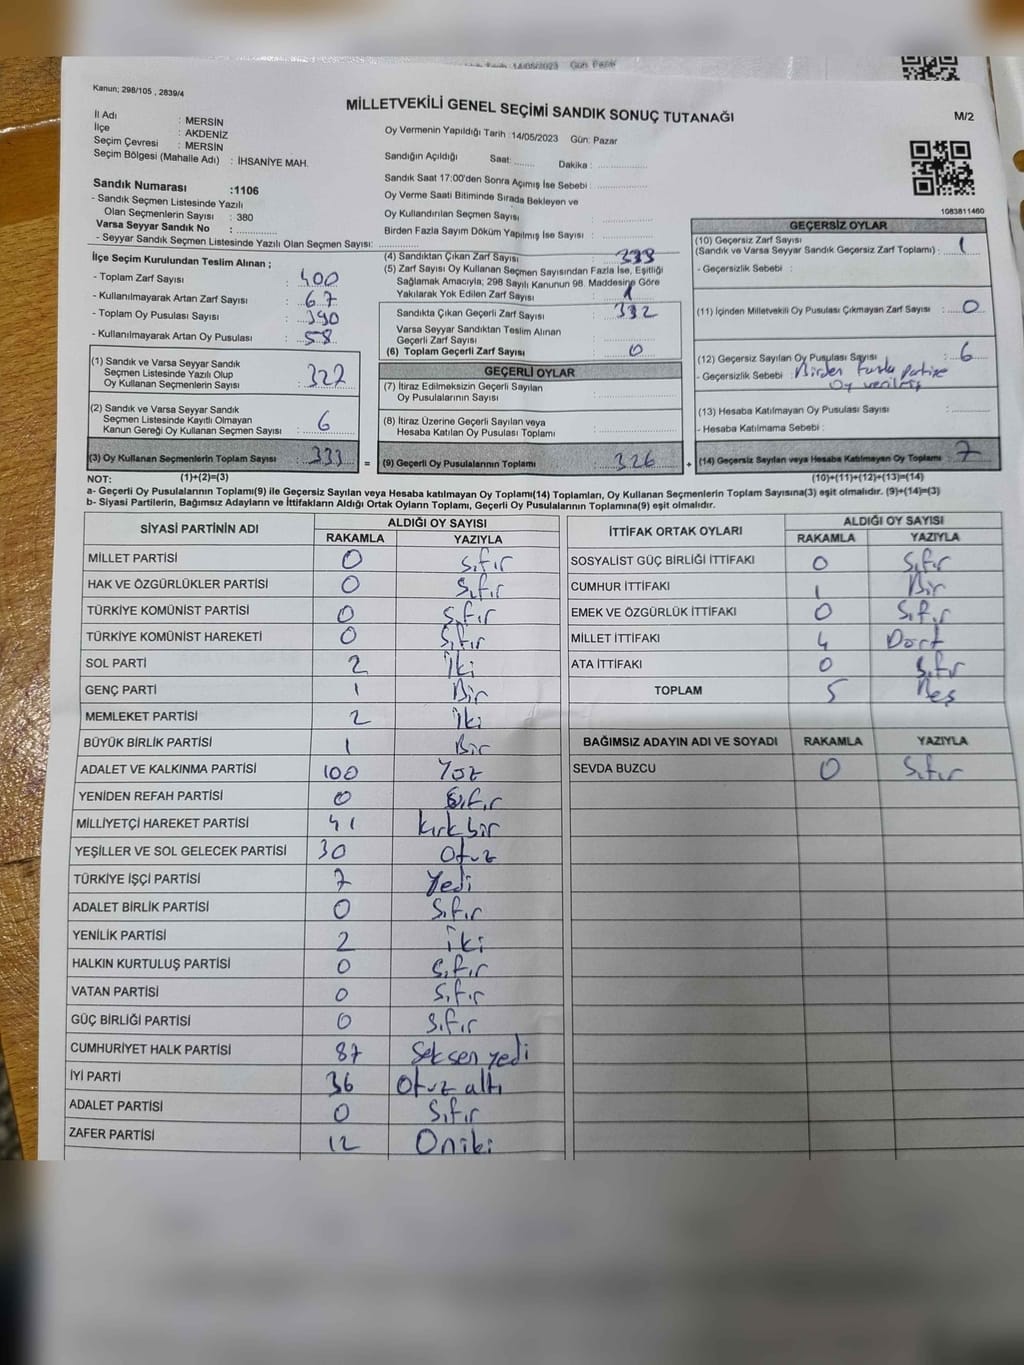 14/05/2023 Gün: Pazar
Kanun; 298/105 , 2839/4
MİLLETVEKİLİ GENEL SEÇİMİ SANDIK SONUÇ TUTANAĞI
M/2
İl Adı : MERSİN
İlçe : AKDENİZ
Seçim Çevresi : MERSİN
Seçim Bölgesi (Mahalle Adı) : İHSANİYE MAH.
Oy Vermenin Yapıldığı Tarih : 14/05/2023 Gün: Pazar
Sandığın Açıldığı Saat: ........ Dakika : ..................
Sandık Saat 17:00'den Sonra Açımış İse Sebebi : ..................
Oy Verme Saati Bitiminde Sırada Bekleyen ve
Oy Kullandırılan Seçmen Sayısı : ..................
Birden Fazla Sayım Döküm Yapılmış İse Sayısı : ..................
1083811460
Sandık Numarası :1106
- Sandık Seçmen Listesinde Yazılı
Olan Seçmenlerin Sayısı : 380
Varsa Seyyar Sandık No : ..................
- Seyyar Sandık Seçmen Listesinde Yazılı Olan Seçmen Sayısı: ..................
İlçe Seçim Kurulundan Teslim Alınan ;
- Toplam Zarf Sayısı : 400
- Kullanılmayarak Artan Zarf Sayısı : 67
- Toplam Oy Pusulası Sayısı : 390
- Kullanılmayarak Artan Oy Pusulası : 58
(1) Sandık ve Varsa Seyyar Sandık
Seçmen Listesinde Yazılı Olup
Oy Kullanan Seçmenlerin Sayısı : 327
(2) Sandık ve Varsa Seyyar Sandık
Seçmen Listesinde Kayıtlı Olmayan
Kanun Gereği Oy Kullanan Seçmen Sayısı : 6
(3) Oy Kullanan Seçmenlerin Toplam Sayısı : 333
(1)+(2)=(3)
(4) Sandıktan Çıkan Zarf Sayısı : 333
(5) Zarf Sayısı Oy Kullanan Seçmen Sayısından Fazla İse, Eşitliği
Sağlamak Amacıyla; 298 Sayılı Kanunun 98. Maddesine Göre
Yakılarak Yok Edilen Zarf Sayısı : 1
Sandıkta Çıkan Geçerli Zarf Sayısı : 332
Varsa Seyyar Sandıktan Teslim Alınan
Geçerli Zarf Sayısı :
(6) Toplam Geçerli Zarf Sayısı : 0
GEÇERLİ OYLAR
(7) İtiraz Edilmeksizin Geçerli Sayılan
Oy Pusulalarının Sayısı :
(8) İtiraz Üzerine Geçerli Sayılan veya
Hesaba Katılan Oy Pusulası Toplamı :
= (9) Geçerli Oy Pusulalarının Toplamı : 326
GEÇERSİZ OYLAR
(10) Geçersiz Zarf Sayısı
(Sandık ve Varsa Seyyar Sandık Geçersiz Zarf Toplamı) : 1
- Geçersizlik Sebebi :
(11) İçinden Milletvekili Oy Pusulası Çıkmayan Zarf Sayısı : 0
(12) Geçersiz Sayılan Oy Pusulası Sayısı : 6
- Geçersizlik Sebebi : Birden fazla partiye
oy verilmiş
(13) Hesaba Katılmayan Oy Pusulası Sayısı :
- Hesaba Katılmama Sebebi :
+ (14) Geçersiz Sayılan veya Hesaba Katılmayan Oy Toplamı : 7
(10)+(11)+(12)+(13)=(14)
NOT:
a- Geçerli Oy Pusulalarının Toplamı(9) ile Geçersiz Sayılan veya Hesaba katılmayan Oy Toplamı(14) Toplamları, Oy Kullanan Seçmenlerin Toplam Sayısına(3) eşit olmalıdır. (9)+(14)=(3)
b- Siyasi Partilerin, Bağımsız Adayların ve İttifakların Aldığı Ortak Oyların Toplamı, Geçerli Oy Pusulalarının Toplamına(9) eşit olmalıdır.
SİYASİ PARTİNİN ADI ALDIĞI OY SAYISI
RAKAMLA YAZIYLA
MİLLET PARTİSİ 0 Sıfır
HAK VE ÖZGÜRLÜKLER PARTİSİ 0 Sıfır
TÜRKİYE KOMÜNİST PARTİSİ 0 Sıfır
TÜRKİYE KOMÜNİST HAREKETİ 0 Sıfır
SOL PARTİ 2 İki
GENÇ PARTİ 1 Bir
MEMLEKET PARTİSİ 2 İki
BÜYÜK BİRLİK PARTİSİ 1 Bir
ADALET VE KALKINMA PARTİSİ 100 Yüz
YENİDEN REFAH PARTİSİ 0 Sıfır
MİLLİYETÇİ HAREKET PARTİSİ 41 kırk bir
YEŞİLLER VE SOL GELECEK PARTİSİ 30 Otuz
TÜRKİYE İŞÇİ PARTİSİ 7 Yedi
ADALET BİRLİK PARTİSİ 0 Sıfır
YENİLİK PARTİSİ 2 iki
HALKIN KURTULUŞ PARTİSİ 0 Sıfır
VATAN PARTİSİ 0 Sıfır
GÜÇ BİRLİĞİ PARTİSİ 0 Sıfır
CUMHURİYET HALK PARTİSİ 87 Seksen yedi
İYİ PARTİ 36 Otuz altı
ADALET PARTİSİ 0 Sıfır
ZAFER PARTİSİ 12 Oniki
İTTİFAK ORTAK OYLARI ALDIĞI OY SAYISI
RAKAMLA YAZIYLA
SOSYALİST GÜÇ BİRLİĞİ İTTİFAKI 0 Sıfır
CUMHUR İTTİFAKI 1 Bir
EMEK VE ÖZGÜRLÜK İTTİFAKI 0 Sıfır
MİLLET İTTİFAKI 4 Dört
ATA İTTİFAKI 0 Sıfır
TOPLAM 5 Beş
BAĞIMSIZ ADAYIN ADI VE SOYADI RAKAMLA YAZIYLA
SEVDA BUZCU 0 Sıfır